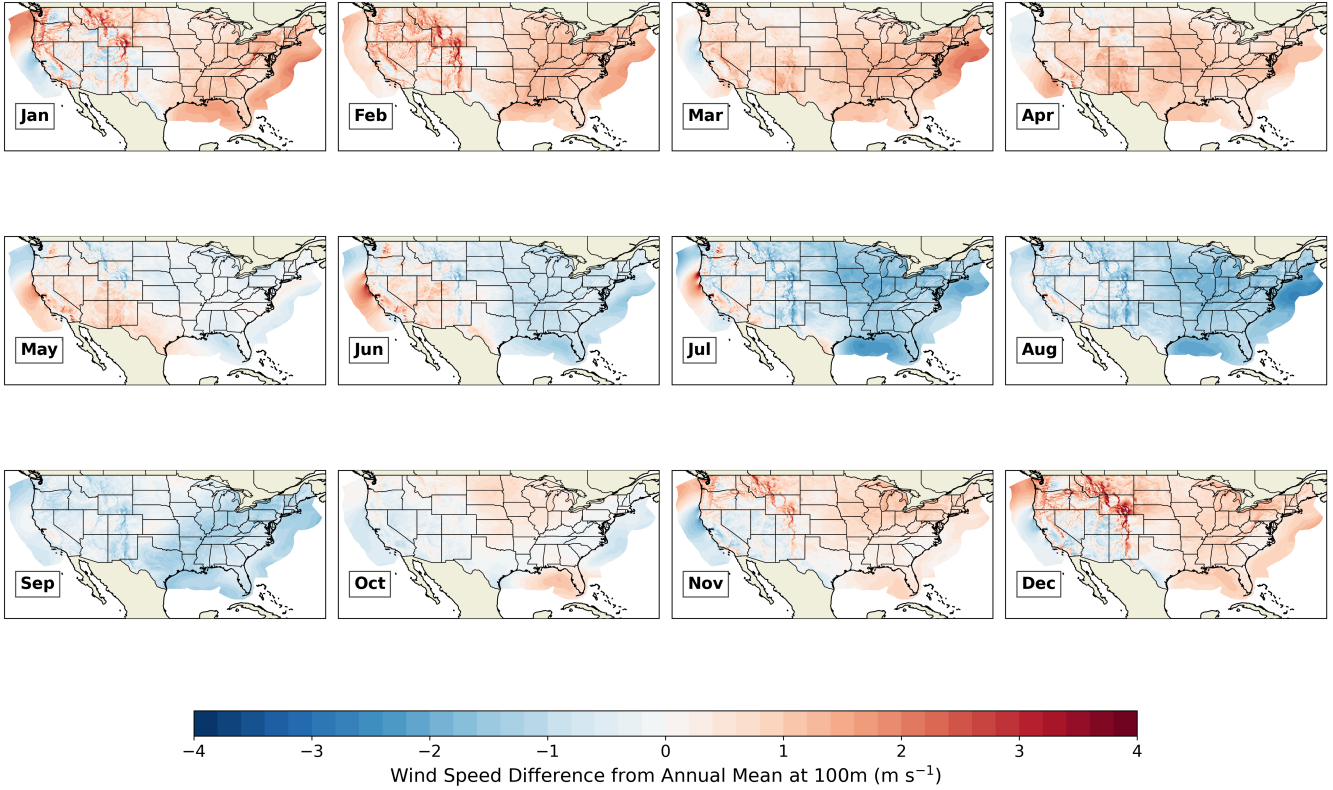 Jan
Feb
Mar
Apr
May
Jun
Jul
Aug
Sep
Oct
Nov
Dec
−4 −3 −2 −1 0 1 2 3 4
Wind Speed Difference from Annual Mean at 100m (m s⁻¹)